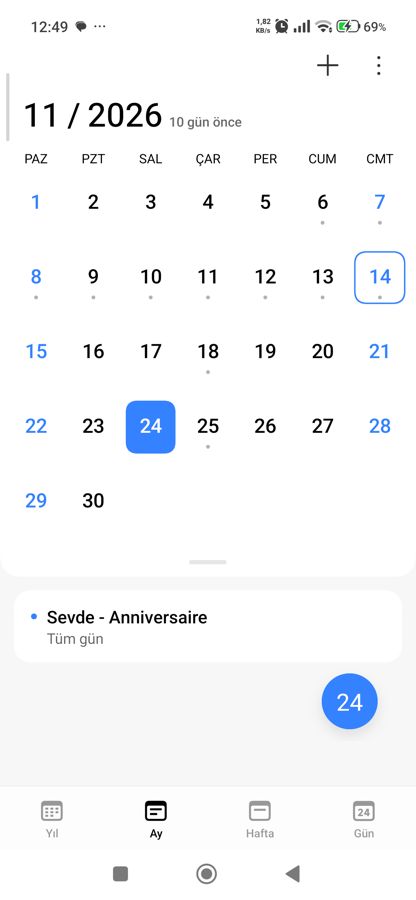 12:49 ... 1,82 KB/s 69%
11 / 2026 10 gün önce
PAZ PZT SAL ÇAR PER CUM CMT
1 2 3 4 5 6 7
8 9 10 11 12 13 14
15 16 17 18 19 20 21
22 23 24 25 26 27 28
29 30
Sevde - Anniversaire
Tüm gün
24
24
Yıl Ay Hafta Gün